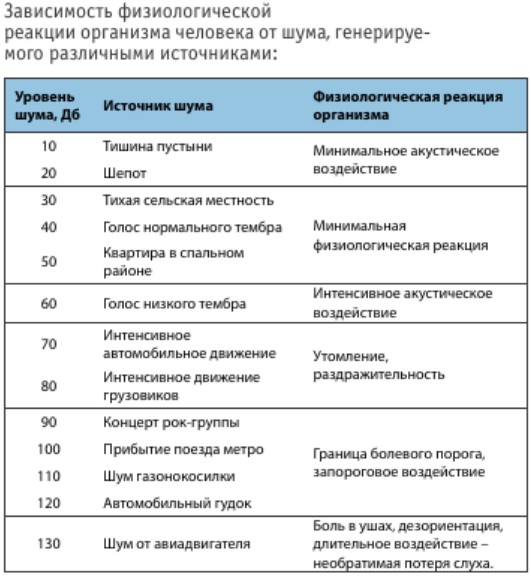 Зависимость физиологической
реакции организма человека от шума, генерируе-
мого различными источниками:
Уровень
шума, Дб
Источник шума
Физиологическая реакция
организма
10
Тишина пустыни
20
Шепот
Минимальное акустическое
воздействие
30
Тихая сельская местность
40
Голос нормального тембра
50
Квартира в спальном
районе
Минимальная
физиологическая реакция
60
Голос низкого тембра
Интенсивное акустическое
воздействие
70
Интенсивное
автомобильное движение
80
Интенсивное движение
грузовиков
Утомление,
раздражительность
90
Концерт рок-группы
100
Прибытие поезда метро
110
Шум газонокосилки
120
Автомобильный гудок
Граница болевого порога,
запороговое воздействие
130
Шум от авиадвигателя
Боль в ушах, дезориентация,
длительное воздействие –
необратимая потеря слуха.